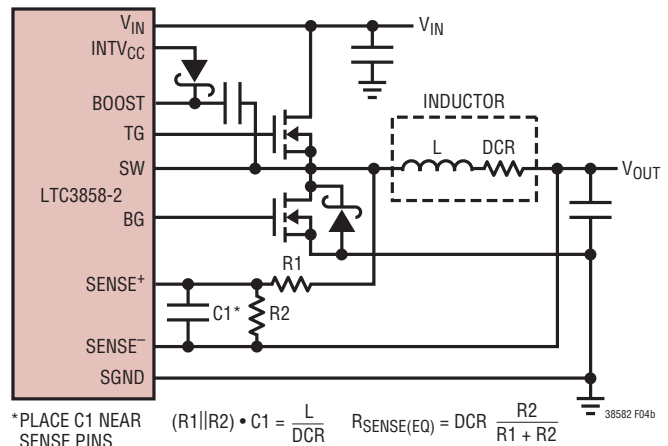 V_IN
INTV_CC
BOOST
TG
SW
LTC3858-2
BG
SENSE⁺
SENSE⁻
SGND
V_IN
INDUCTOR
L DCR
V_OUT
R1
C1* R2
*PLACE C1 NEAR
SENSE PINS
(R1||R2) • C1 = L/DCR
R_SENSE(EQ) = DCR R2/(R1 + R2)
38582 F04b